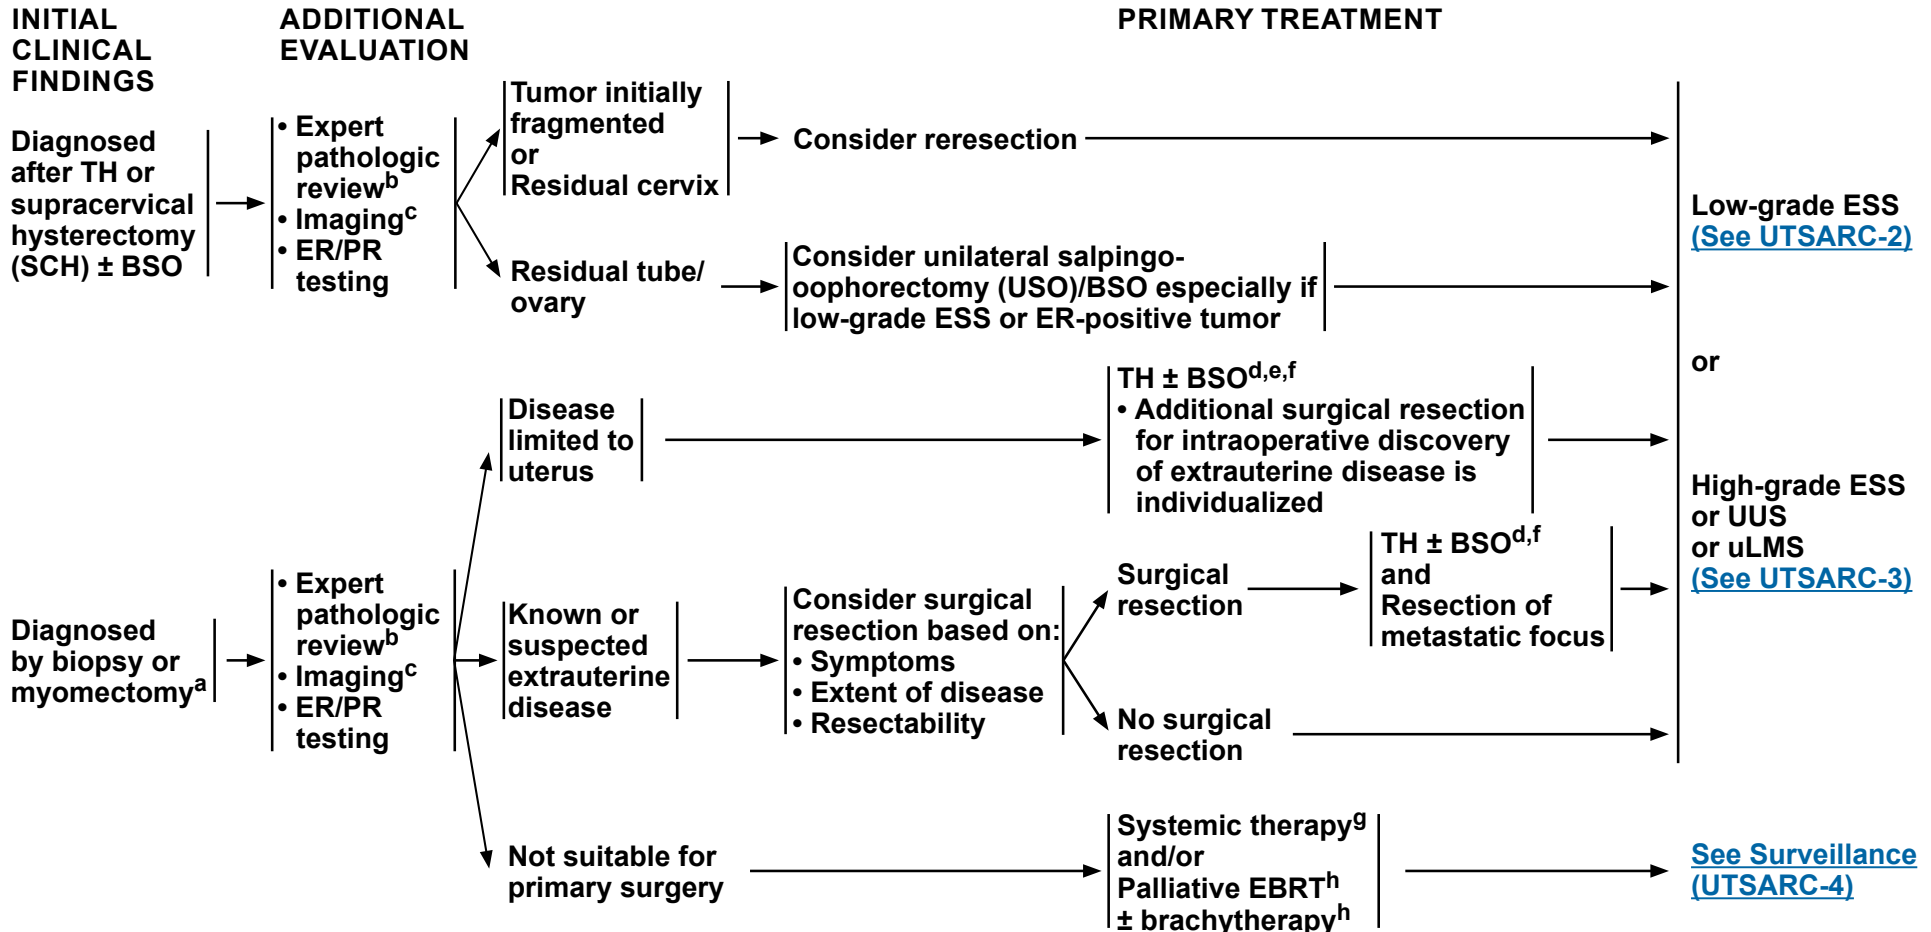 INITIAL
CLINICAL
FINDINGS
ADDITIONAL
EVALUATION
PRIMARY TREATMENT
Diagnosed
after TH or
supracervical
hysterectomy
(SCH) ± BSO
• Expert
pathologic
reviewᵇ
• Imagingᶜ
• ER/PR
testing
Tumor initially
fragmented
or
Residual cervix
Consider reresection
Residual tube/
ovary
Consider unilateral salpingo-
oophorectomy (USO)/BSO especially if
low-grade ESS or ER-positive tumor
Diagnosed
by biopsy or
myomectomyᵃ
• Expert
pathologic
reviewᵇ
• Imagingᶜ
• ER/PR
testing
Disease
limited to
uterus
TH ± BSOᵈ,ᵉ,ᶠ
• Additional surgical resection
for intraoperative discovery
of extrauterine disease is
individualized
Known or
suspected
extrauterine
disease
Consider surgical
resection based on:
• Symptoms
• Extent of disease
• Resectability
Surgical
resection
TH ± BSOᵈ,ᶠ
and
Resection of
metastatic focus
No surgical
resection
Low-grade ESS
(See UTSARC-2)
or
High-grade ESS
or UUS
or uLMS
(See UTSARC-3)
Not suitable for
primary surgery
Systemic therapyᵍ
and/or
Palliative EBRTʰ
± brachytherapyʰ
See Surveillance
(UTSARC-4)